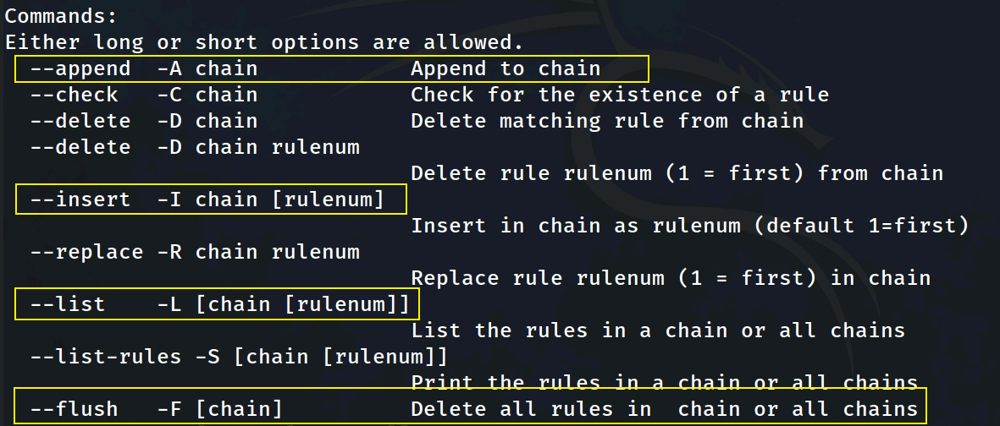 Commands:
Either long or short options are allowed.
--append -A chain Append to chain
--check -C chain Check for the existence of a rule
--delete -D chain Delete matching rule from chain
--delete -D chain rulenum
Delete rule rulenum (1 = first) from chain
--insert -I chain [rulenum]
Insert in chain as rulenum (default 1=first)
--replace -R chain rulenum
Replace rule rulenum (1 = first) in chain
--list -L [chain [rulenum]]
List the rules in a chain or all chains
--list-rules -S [chain [rulenum]]
Print the rules in a chain or all chains
--flush -F [chain] Delete all rules in chain or all chains